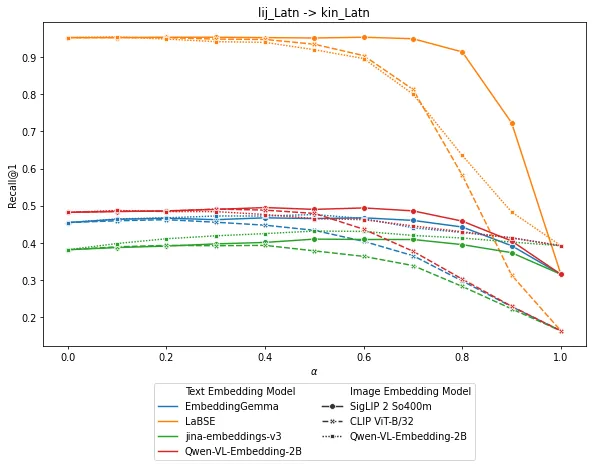 lij_Latn -> kin_Latn
Recall@1
0.9
0.8
0.7
0.6
0.5
0.4
0.3
0.2
0.0 0.2 0.4 0.6 0.8 1.0
α
Text Embedding Model Image Embedding Model
EmbeddingGemma SigLIP 2 So400m
LaBSE CLIP ViT-B/32
jina-embeddings-v3 Qwen-VL-Embedding-2B
Qwen-VL-Embedding-2B